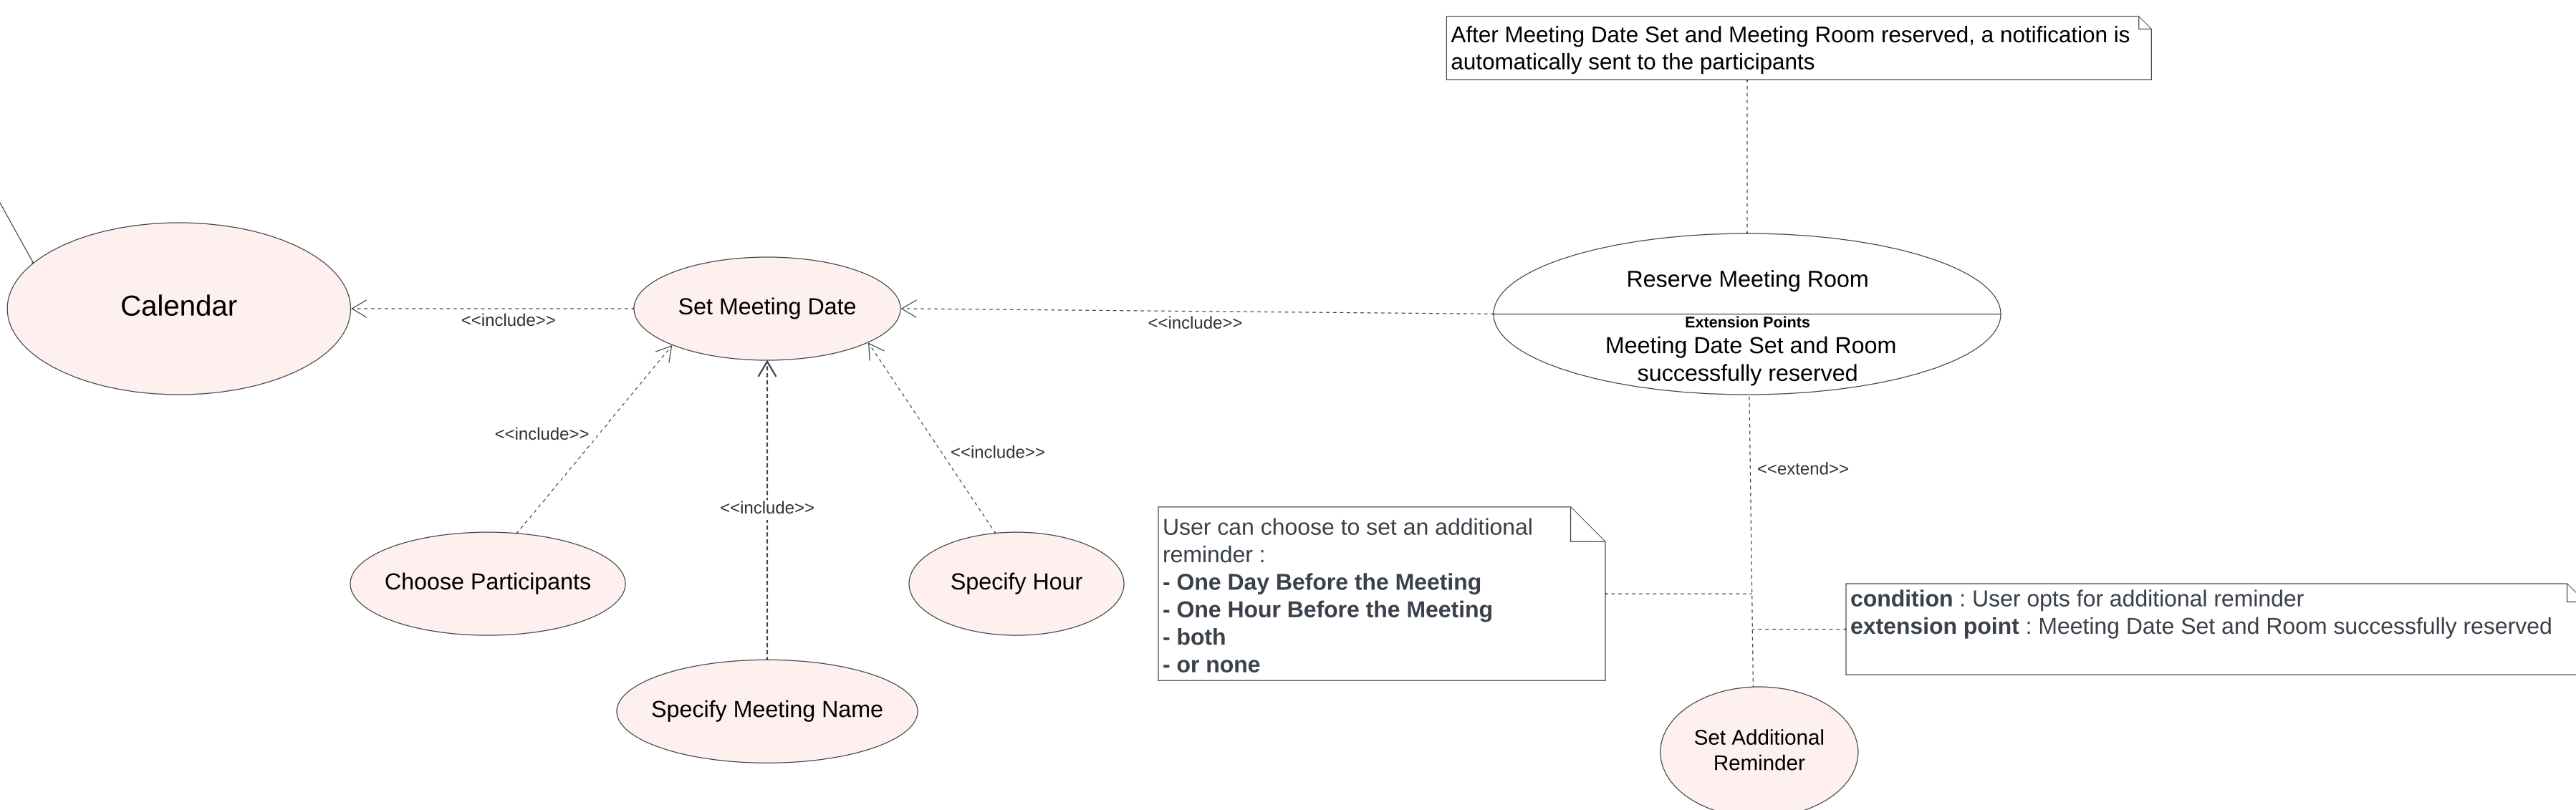 After Meeting Date Set and Meeting Room reserved, a notification is
automatically sent to the participants
Calendar
<<include>>
Set Meeting Date
<<include>>
Reserve Meeting Room
Extension Points
Meeting Date Set and Room
successfully reserved
<<include>>
<<include>>
<<include>>
<<extend>>
Choose Participants
Specify Hour
Specify Meeting Name
User can choose to set an additional
reminder :
- One Day Before the Meeting
- One Hour Before the Meeting
- both
- or none
condition : User opts for additional reminder
extension point : Meeting Date Set and Room successfully reserved
Set Additional
Reminder